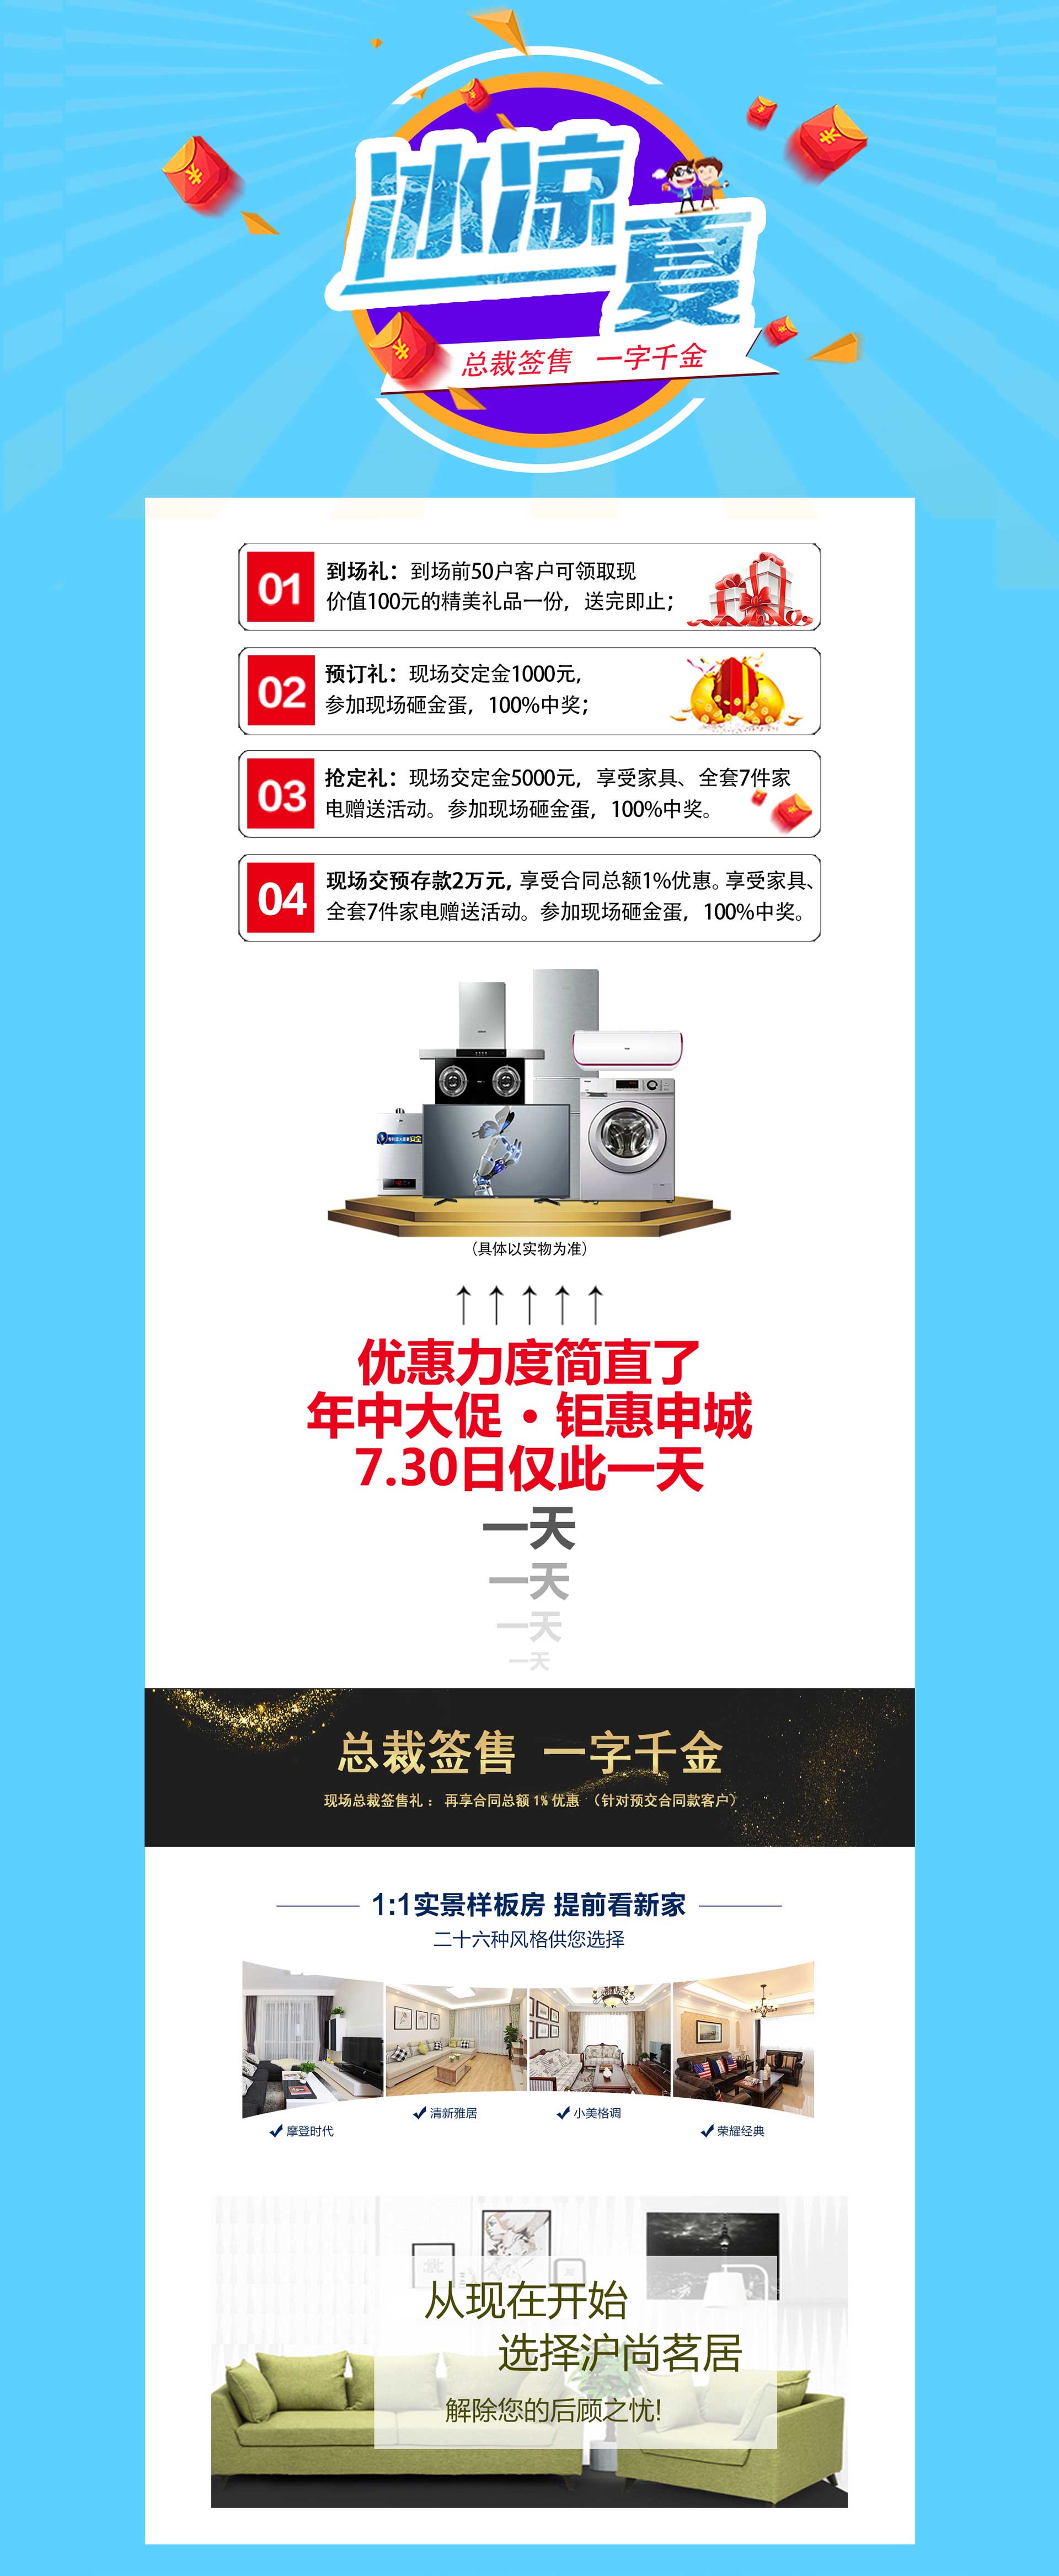 冰凉
夏
总裁签售 一字千金
01
到场礼：到场前50户客户可领取现
价值100元的精美礼品一份，送完即止；
02
预订礼：现场交定金1000元，
参加现场砸金蛋，100%中奖；
03
抢定礼：现场交定金5000元，享受家具、全套7件家
电赠送活动。参加现场砸金蛋，100%中奖。
04
现场交预存款2万元，享受合同总额1%优惠。享受家具、
全套7件家电赠送活动。参加现场砸金蛋，100%中奖。
（具体以实物为准）
优惠力度简直了
年中大促·钜惠申城
7.30日仅此一天
一天
一天
一天
一天
总裁签售 一字千金
现场总裁签售礼：再享合同总额1%优惠（针对预交合同款客户）
1:1实景样板房 提前看新家
二十六种风格供您选择
清新雅居
小美格调
摩登时代
荣耀经典
从现在开始
选择沪尚茗居
解除您的后顾之忧!